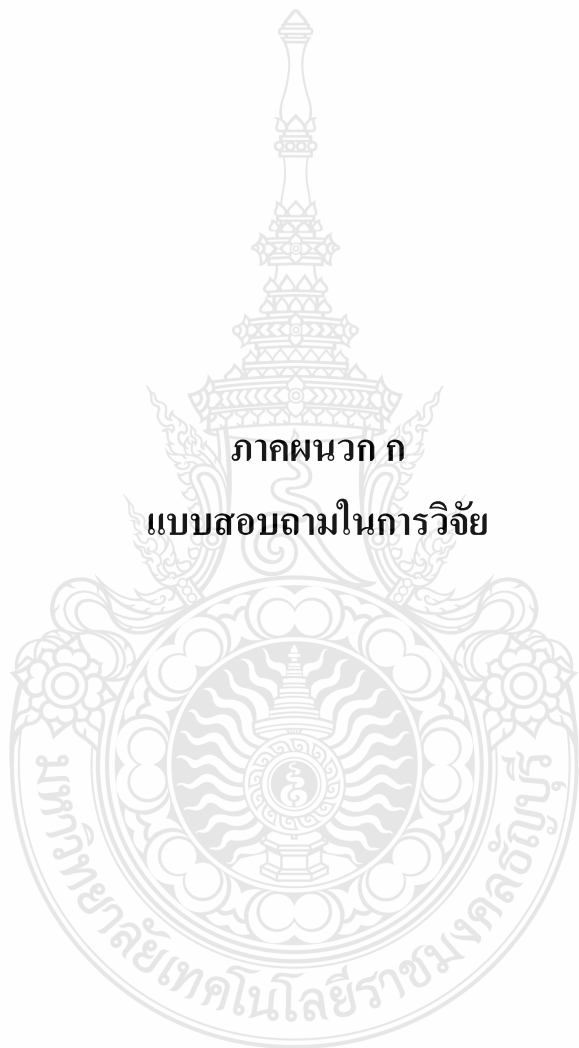 ภาคผนวก ก
แบบสอบถามในการวิจัย
มหาวิทยาลัยเทคโนโลยีราชมงคลธัญบุรี